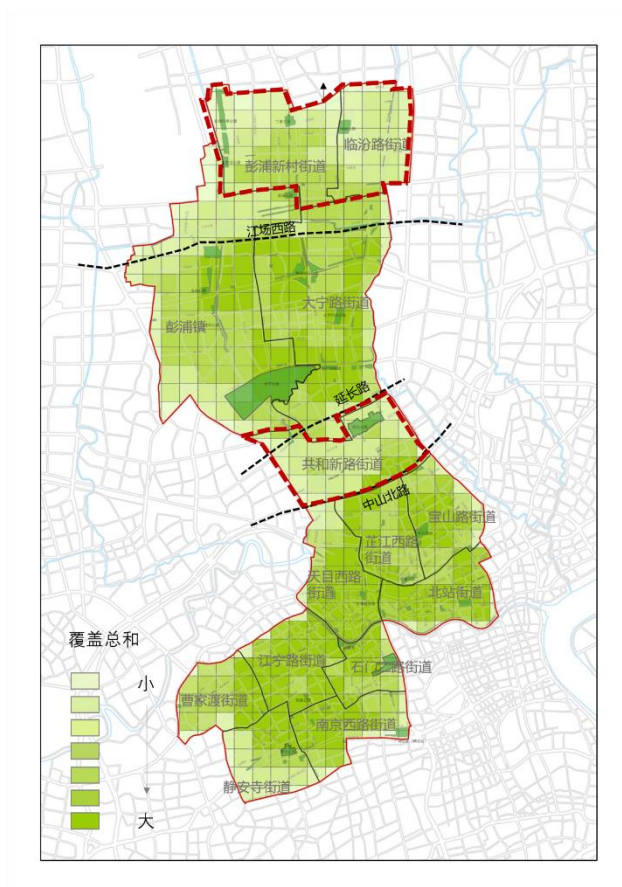 临汾路街道
彭浦新村街道
江场西路
大宁路街道
彭浦镇
延长路
共和新路街道
中山北路
宝山路街道
芷江西路
街道
天目西路
街道
北站街道
覆盖总和
江宁路街道
石门二路街道
小
曹家渡街道
南京西路街道
静安寺街道
大